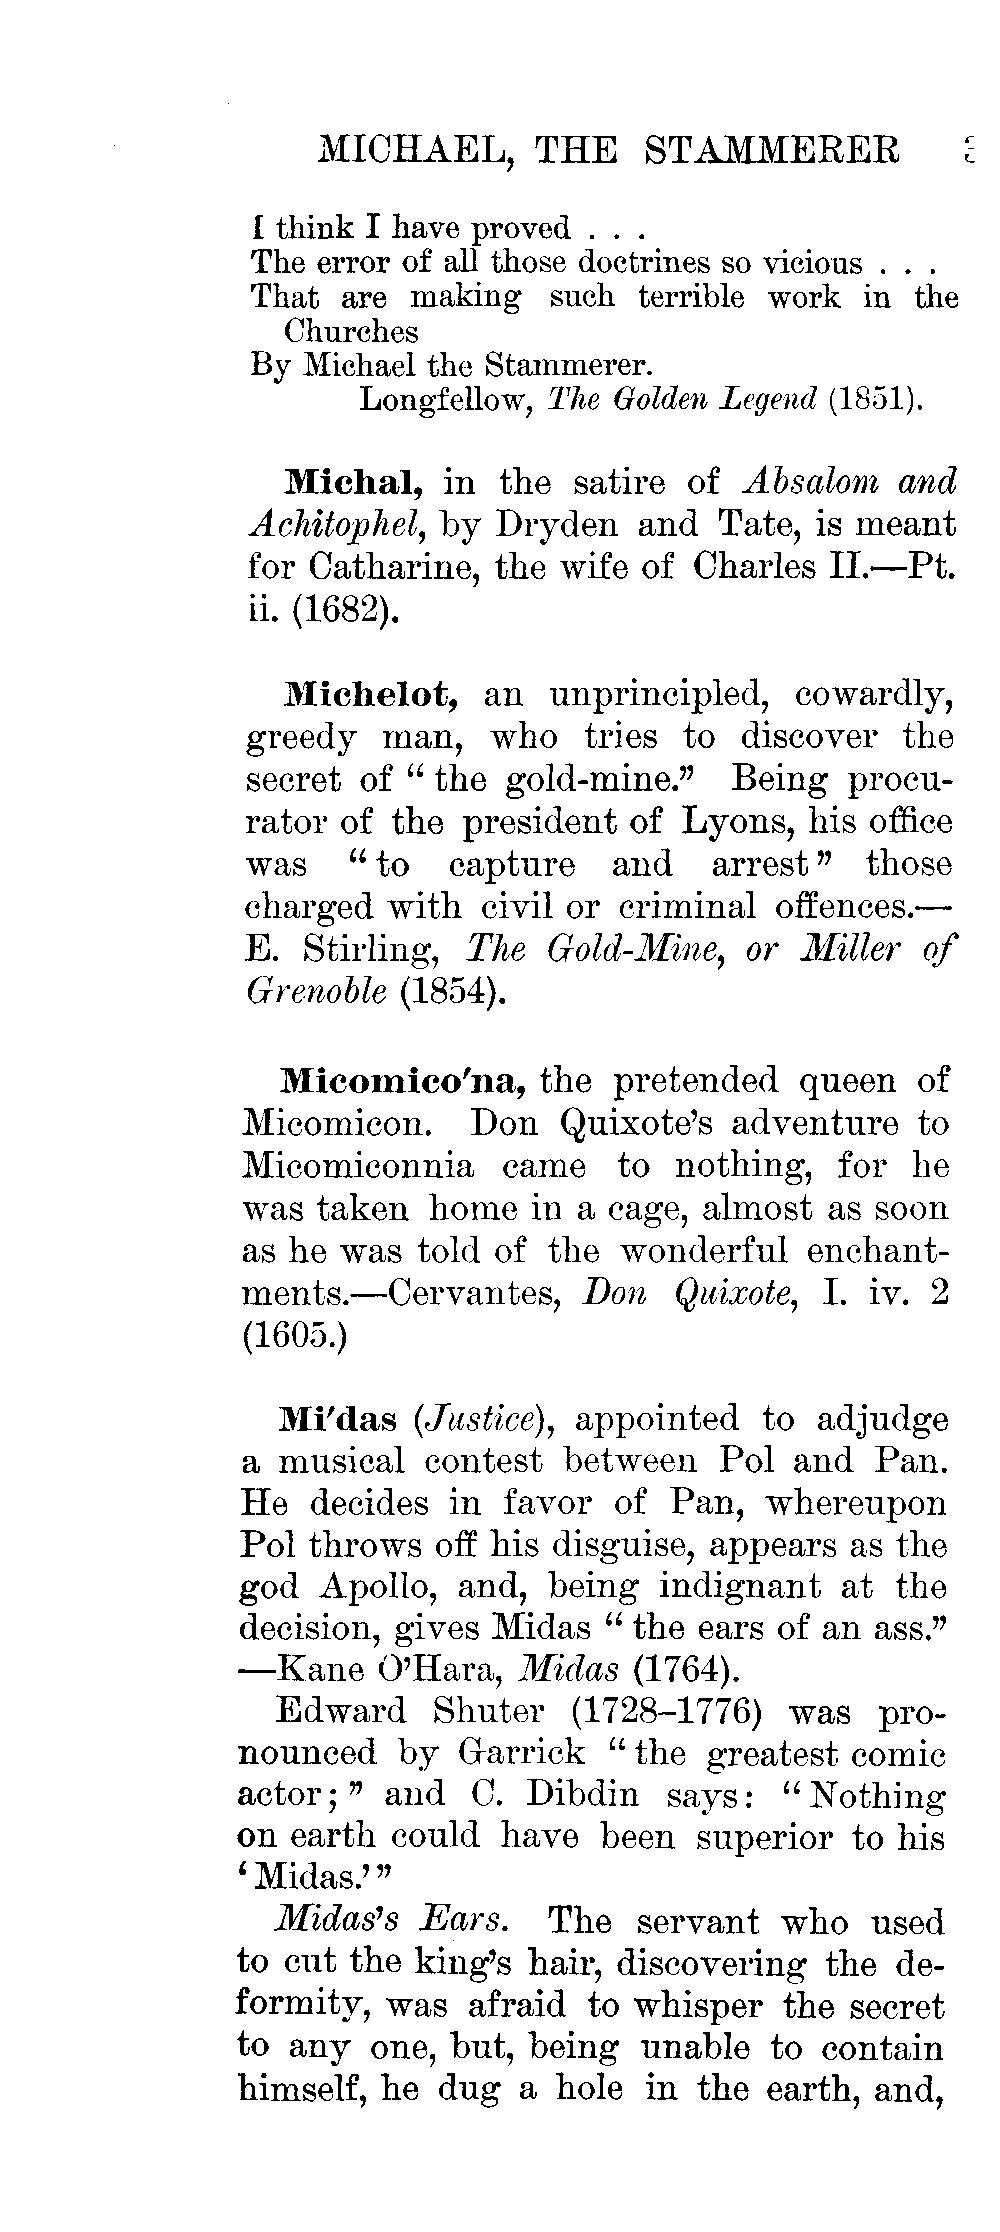 MICHAEL, THE STAMMERER
I think I have proved . . .
The error of all those doctrines so vicious . . .
That are making such terrible work in the
Churches
By Michael the Stammerer.
Longfellow, The Golden Legend (1851).
Michal, in the satire of Absalom and
Achitophel, by Dryden and Tate, is meant
for Catharine, the wife of Charles II.—Pt.
ii. (1682).
Michelot, an unprincipled, cowardly,
greedy man, who tries to discover the
secret of “ the gold-mine.” Being procu-
rator of the president of Lyons, his office
was “ to capture and arrest ” those
charged with civil or criminal offences.—
E. Stirling, The Gold-Mine, or Miller of
Grenoble (1854).
Micomico′na, the pretended queen of
Micomicon. Don Quixote’s adventure to
Micomiconnia came to nothing, for he
was taken home in a cage, almost as soon
as he was told of the wonderful enchant-
ments.—Cervantes, Don Quixote, I. iv. 2
(1605.)
Mi′das (Justice), appointed to adjudge
a musical contest between Pol and Pan.
He decides in favor of Pan, whereupon
Pol throws off his disguise, appears as the
god Apollo, and, being indignant at the
decision, gives Midas “ the ears of an ass.”
—Kane O’Hara, Midas (1764).
Edward Shuter (1728–1776) was pro-
nounced by Garrick “ the greatest comic
actor ; ” and C. Dibdin says : “ Nothing
on earth could have been superior to his
‘ Midas.’ ”
Midas’s Ears. The servant who used
to cut the king’s hair, discovering the de-
formity, was afraid to whisper the secret
to any one, but, being unable to contain
himself, he dug a hole in the earth, and,